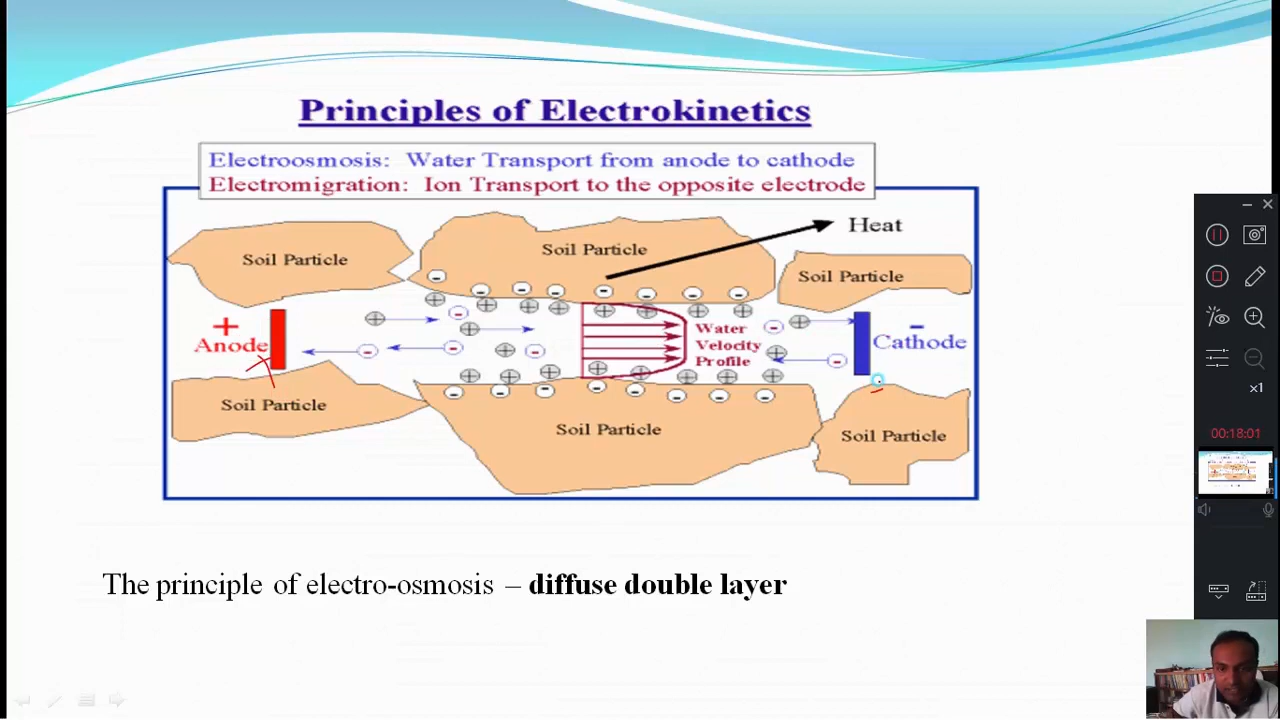 Principles of Electrokinetics
Electroosmosis: Water Transport from anode to cathode
Electromigration: Ion Transport to the opposite electrode
Heat
Soil Particle
Soil Particle
Soil Particle
+
Anode
Water
Velocity
Profile
-
Cathode
Soil Particle
Soil Particle
Soil Particle
The principle of electro-osmosis – diffuse double layer
×1
00:18:01